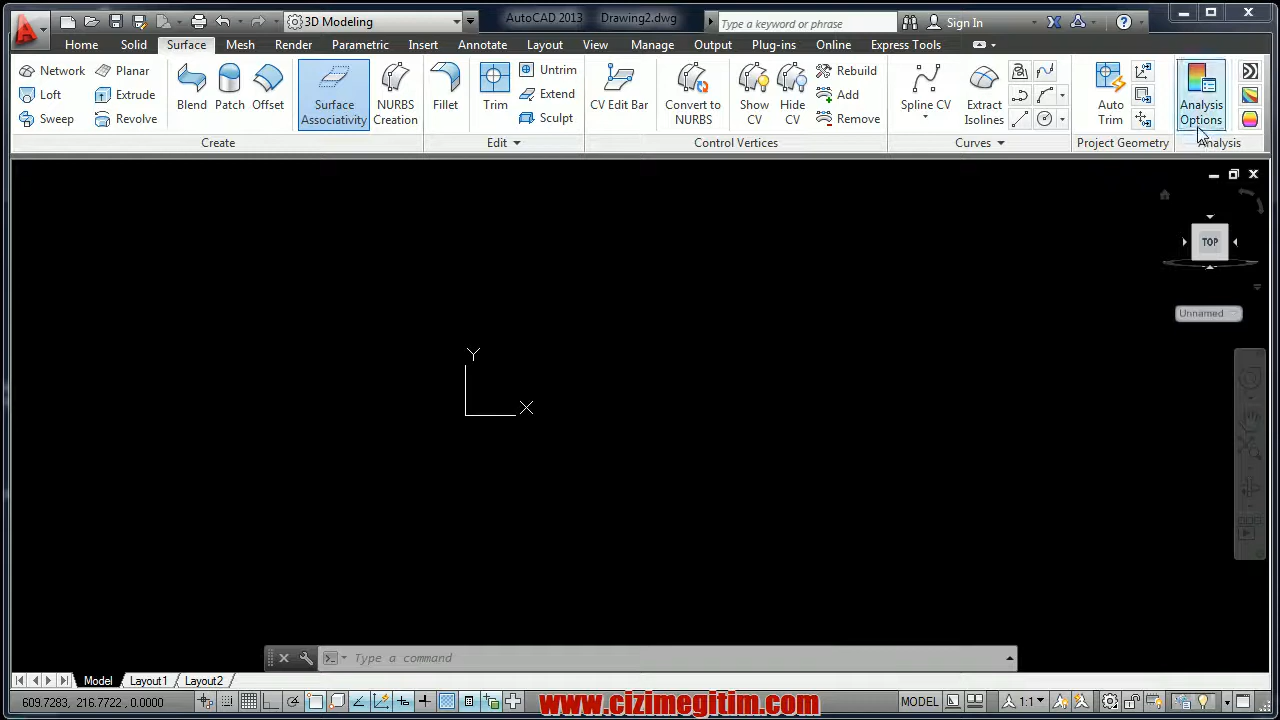 3D Modeling
AutoCAD 2013 Drawing2.dwg
Type a keyword or phrase
Sign In
Home Solid Surface Mesh Render Parametric Insert Annotate Layout View Manage Output Plug-ins Online Express Tools
Network
Loft
Sweep
Planar
Extrude
Revolve
Blend
Patch
Offset
Surface
Associativity
NURBS
Creation
Create
Fillet
Trim
Untrim
Extend
Sculpt
Edit
CV Edit Bar
Convert to
NURBS
Show
CV
Hide
CV
Rebuild
Add
Remove
Control Vertices
Spline CV
Extract
Isolines
Curves
Auto
Trim
Project Geometry
Analysis
Options
Analysis
TOP
Unnamed
Y
X
Type a command
Model Layout1 Layout2
609.7283, 216.7722, 0.0000
www.cizimegitim.com
MODEL
1:1